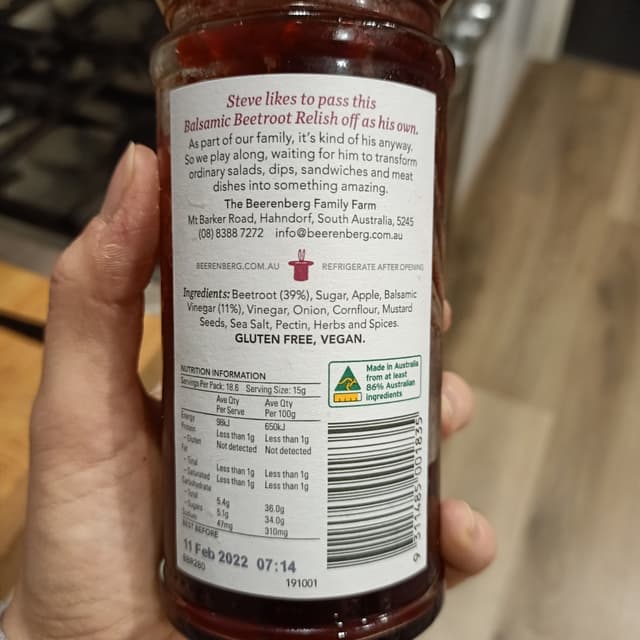 Steve likes to pass this
Balsamic Beetroot Relish off as his own.
As part of our family, it's kind of his anyway.
So we play along, waiting for him to transform
ordinary salads, dips, sandwiches and meat
dishes into something amazing.
The Beerenberg Family Farm
Mt Barker Road, Hahndorf, South Australia, 5245
(08) 8388 7272 info@beerenberg.com.au
BEERENBERG.COM.AU REFRIGERATE AFTER OPENING
Ingredients: Beetroot (39%), Sugar, Apple, Balsamic
Vinegar (11%), Vinegar, Onion, Cornflour, Mustard
Seeds, Sea Salt, Pectin, Herbs and Spices.
GLUTEN FREE, VEGAN.
Made in Australia
from at least
86% Australian
ingredients
NUTRITION INFORMATION
Servings Per Pack: 18.6 Serving Size: 15g
Ave Qty Ave Qty
Per Serve Per 100g
Energy 98kJ 650kJ
Protein Less than 1g Less than 1g
- Gluten Not detected Not detected
Fat
- Total Less than 1g Less than 1g
- Saturated Less than 1g Less than 1g
Carbohydrate
- Total 5.4g 36.0g
- Sugars 5.1g 34.0g
Sodium 47mg 310mg
BEST BEFORE
11 Feb 2022 07:14
BBR280
191001
9 311485 001835